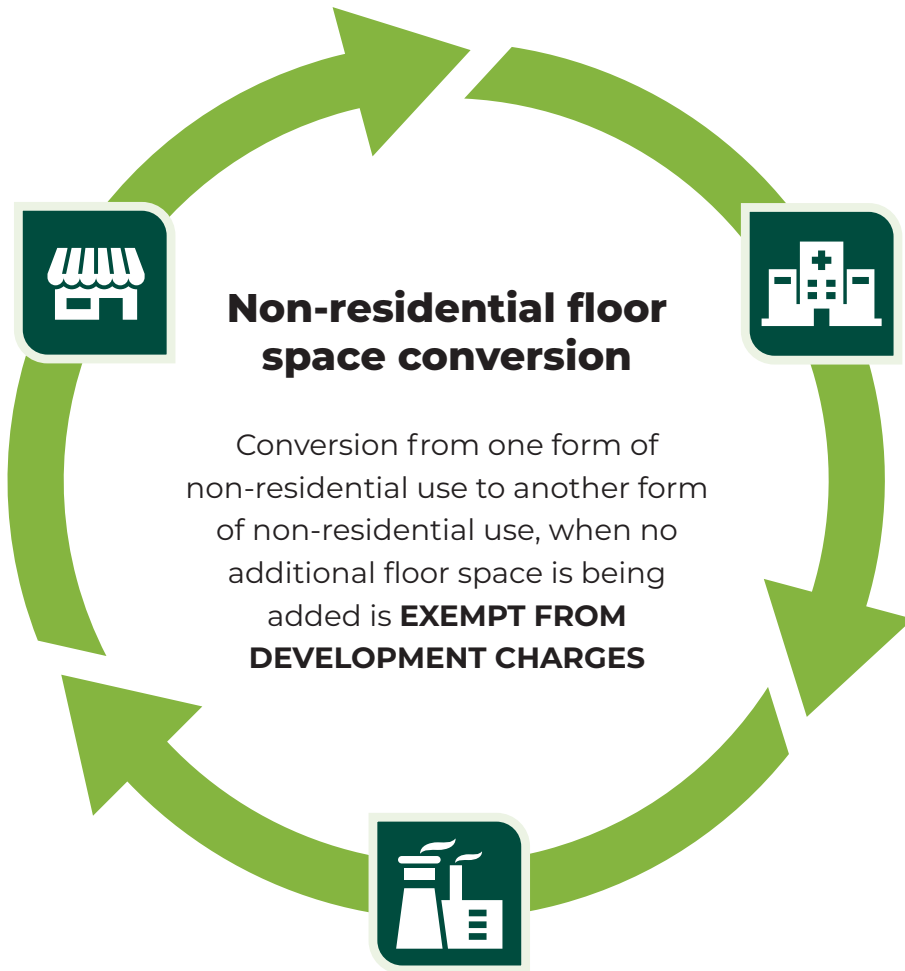 Non-residential floor
space conversion
Conversion from one form of
non-residential use to another form
of non-residential use, when no
additional floor space is being
added is EXEMPT FROM
DEVELOPMENT CHARGES